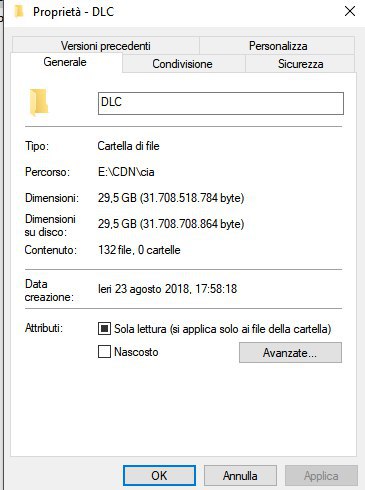 Proprietà - DLC
Versioni precedenti
Personalizza
Generale
Condivisione
Sicurezza
DLC
Tipo: Cartella di file
Percorso: E:\CDN\cia
Dimensioni: 29,5 GB (31.708.518.784 byte)
Dimensioni
su disco: 29,5 GB (31.708.708.864 byte)
Contenuto: 132 file, 0 cartelle
Data
creazione: Ieri 23 agosto 2018, 17:58:18
Attributi: Sola lettura (si applica solo ai file della cartella)
Nascosto
Avanzate...
OK
Annulla
Applica